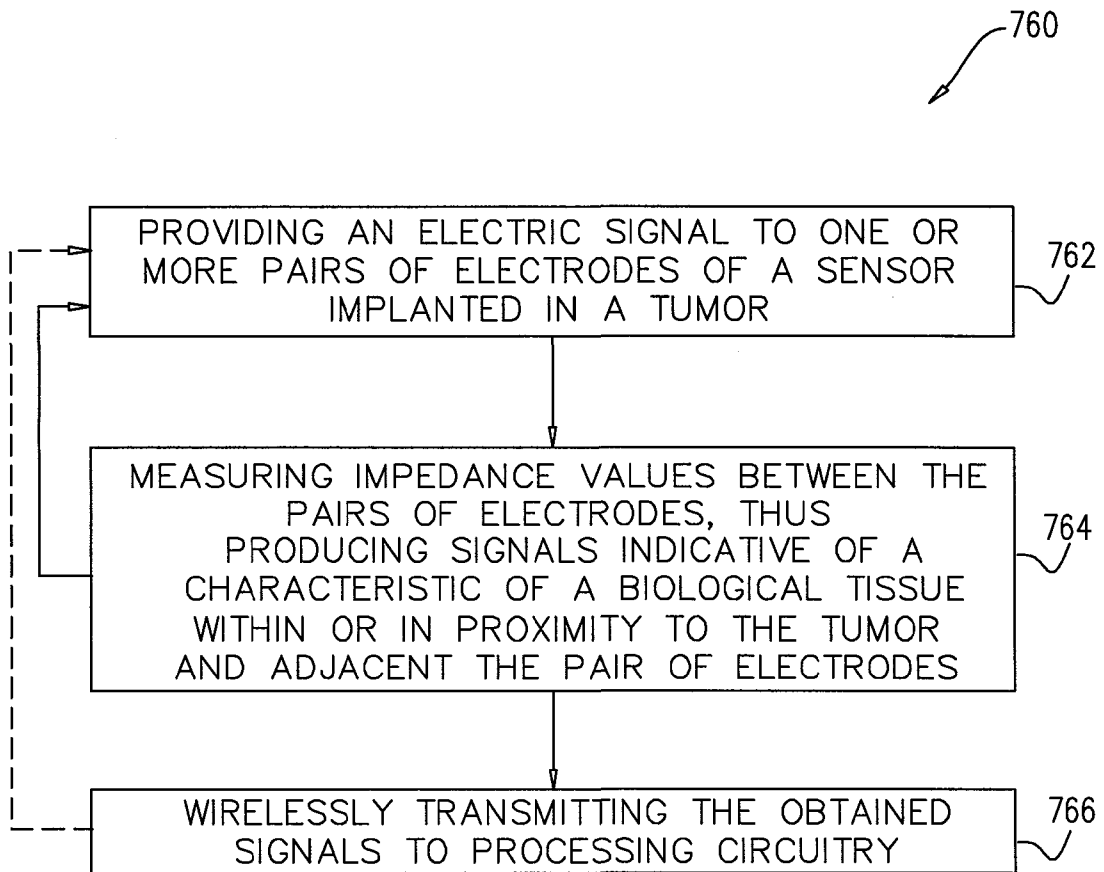 760
PROVIDING AN ELECTRIC SIGNAL TO ONE OR
MORE PAIRS OF ELECTRODES OF A SENSOR
IMPLANTED IN A TUMOR
762
MEASURING IMPEDANCE VALUES BETWEEN THE
PAIRS OF ELECTRODES, THUS
PRODUCING SIGNALS INDICATIVE OF A
CHARACTERISTIC OF A BIOLOGICAL TISSUE
WITHIN OR IN PROXIMITY TO THE TUMOR
AND ADJACENT THE PAIR OF ELECTRODES
764
WIRELESSLY TRANSMITTING THE OBTAINED
SIGNALS TO PROCESSING CIRCUITRY
766